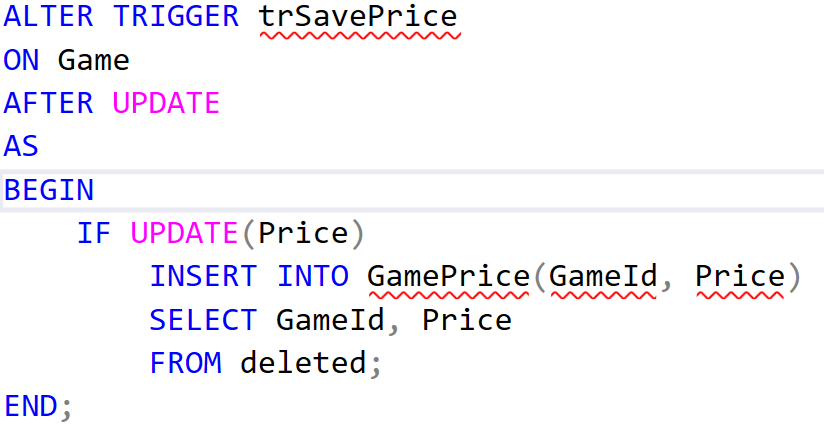 ALTER TRIGGER trSavePrice
ON Game
AFTER UPDATE
AS
BEGIN
IF UPDATE(Price)
INSERT INTO GamePrice(GameId, Price)
SELECT GameId, Price
FROM deleted;
END;